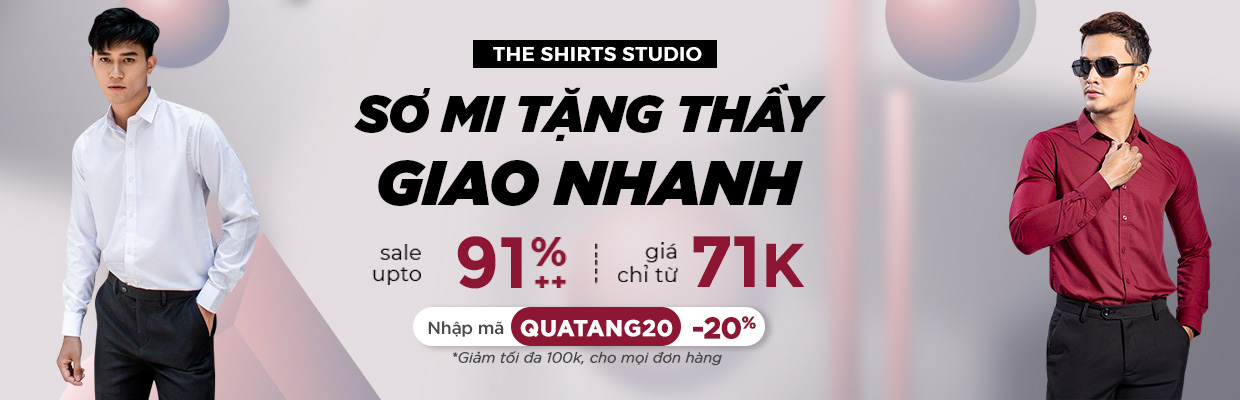 THE SHIRTS STUDIO
SƠ MI TẶNG THẦY
GIAO NHANH
sale upto 91%++ giá chỉ từ 71K
Nhập mã QUATANG20 -20%
*Giảm tối đa 100k, cho mọi đơn hàng